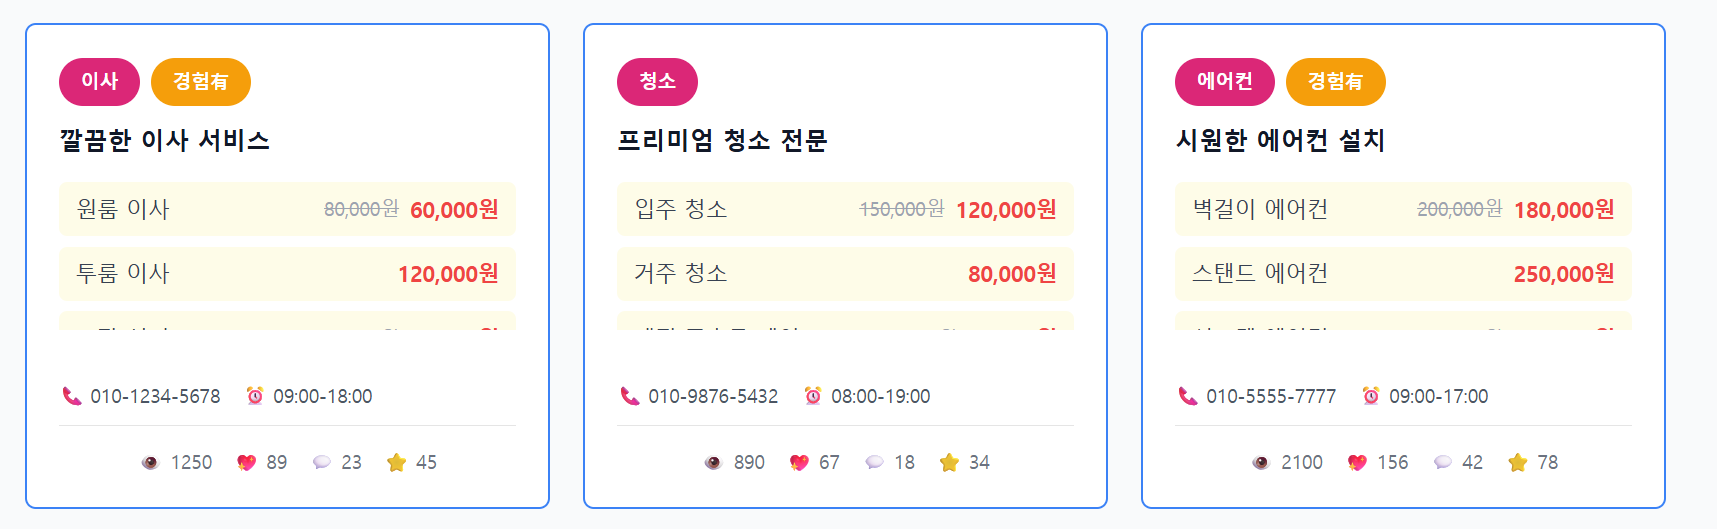 이사 경험有
깔끔한 이사 서비스
원룸 이사 80,000원 60,000원
투룸 이사 120,000원
010-1234-5678 09:00-18:00
1250 89 23 45
청소
프리미엄 청소 전문
입주 청소 150,000원 120,000원
거주 청소 80,000원
010-9876-5432 08:00-19:00
890 67 18 34
에어컨 경험有
시원한 에어컨 설치
벽걸이 에어컨 200,000원 180,000원
스탠드 에어컨 250,000원
010-5555-7777 09:00-17:00
2100 156 42 78